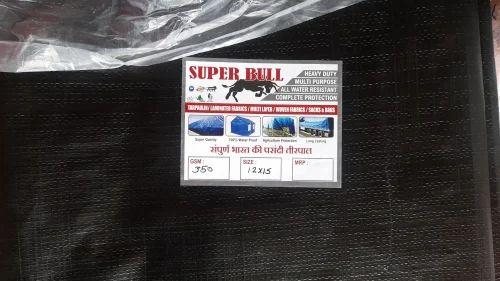 SUPER BULL
HEAVY DUTY
MULTI PURPOSE
ALL WATER RESISTANT
COMPLETE PROTECTION
TARPAULIN/ LAMINATED FABRICS / MULTI LAYER / WOVEN FABRICS / SACKS & BAGS
Super Quality
100% Water Proof
Agriculture Protection
Long Lasting
संपुर्ण भारत की पसंदी तीरपाल
GSM :
350
SIZE :
12X15
MRP :